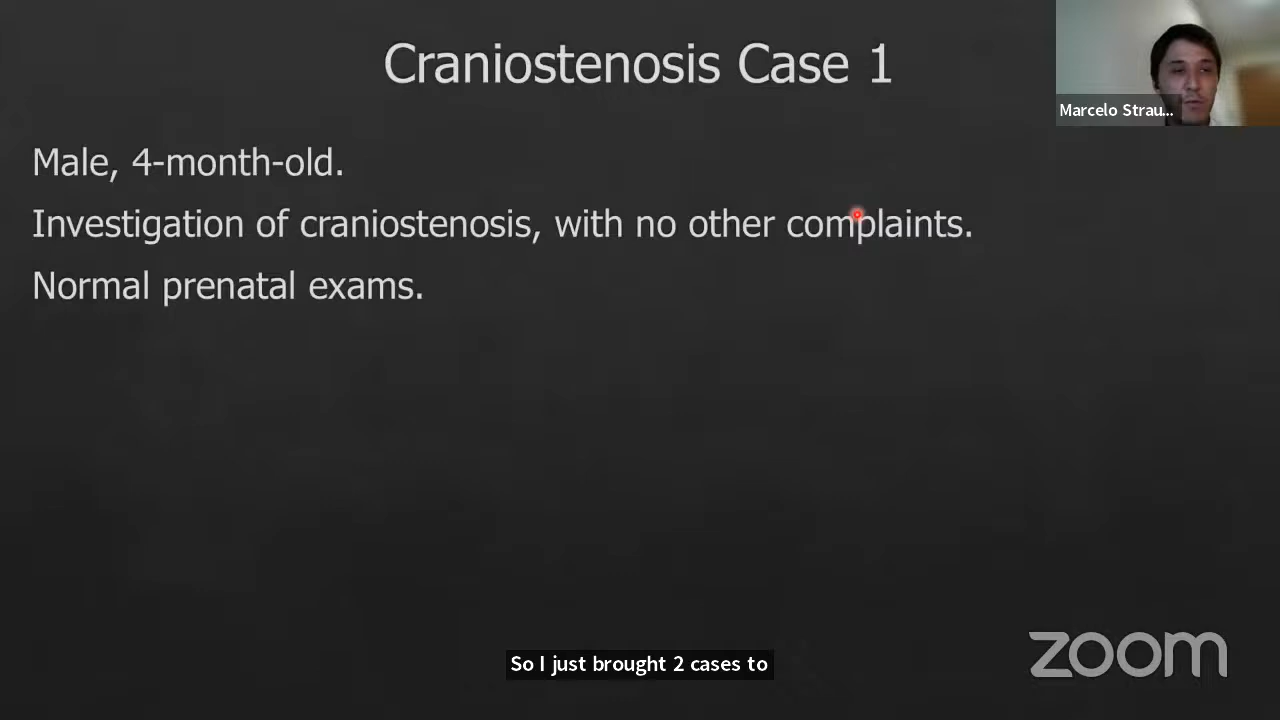 Craniostenosis Case 1
Marcelo Strau...
Male, 4-month-old.
Investigation of craniostenosis, with no other complaints.
Normal prenatal exams.
So I just brought 2 cases to
zoom